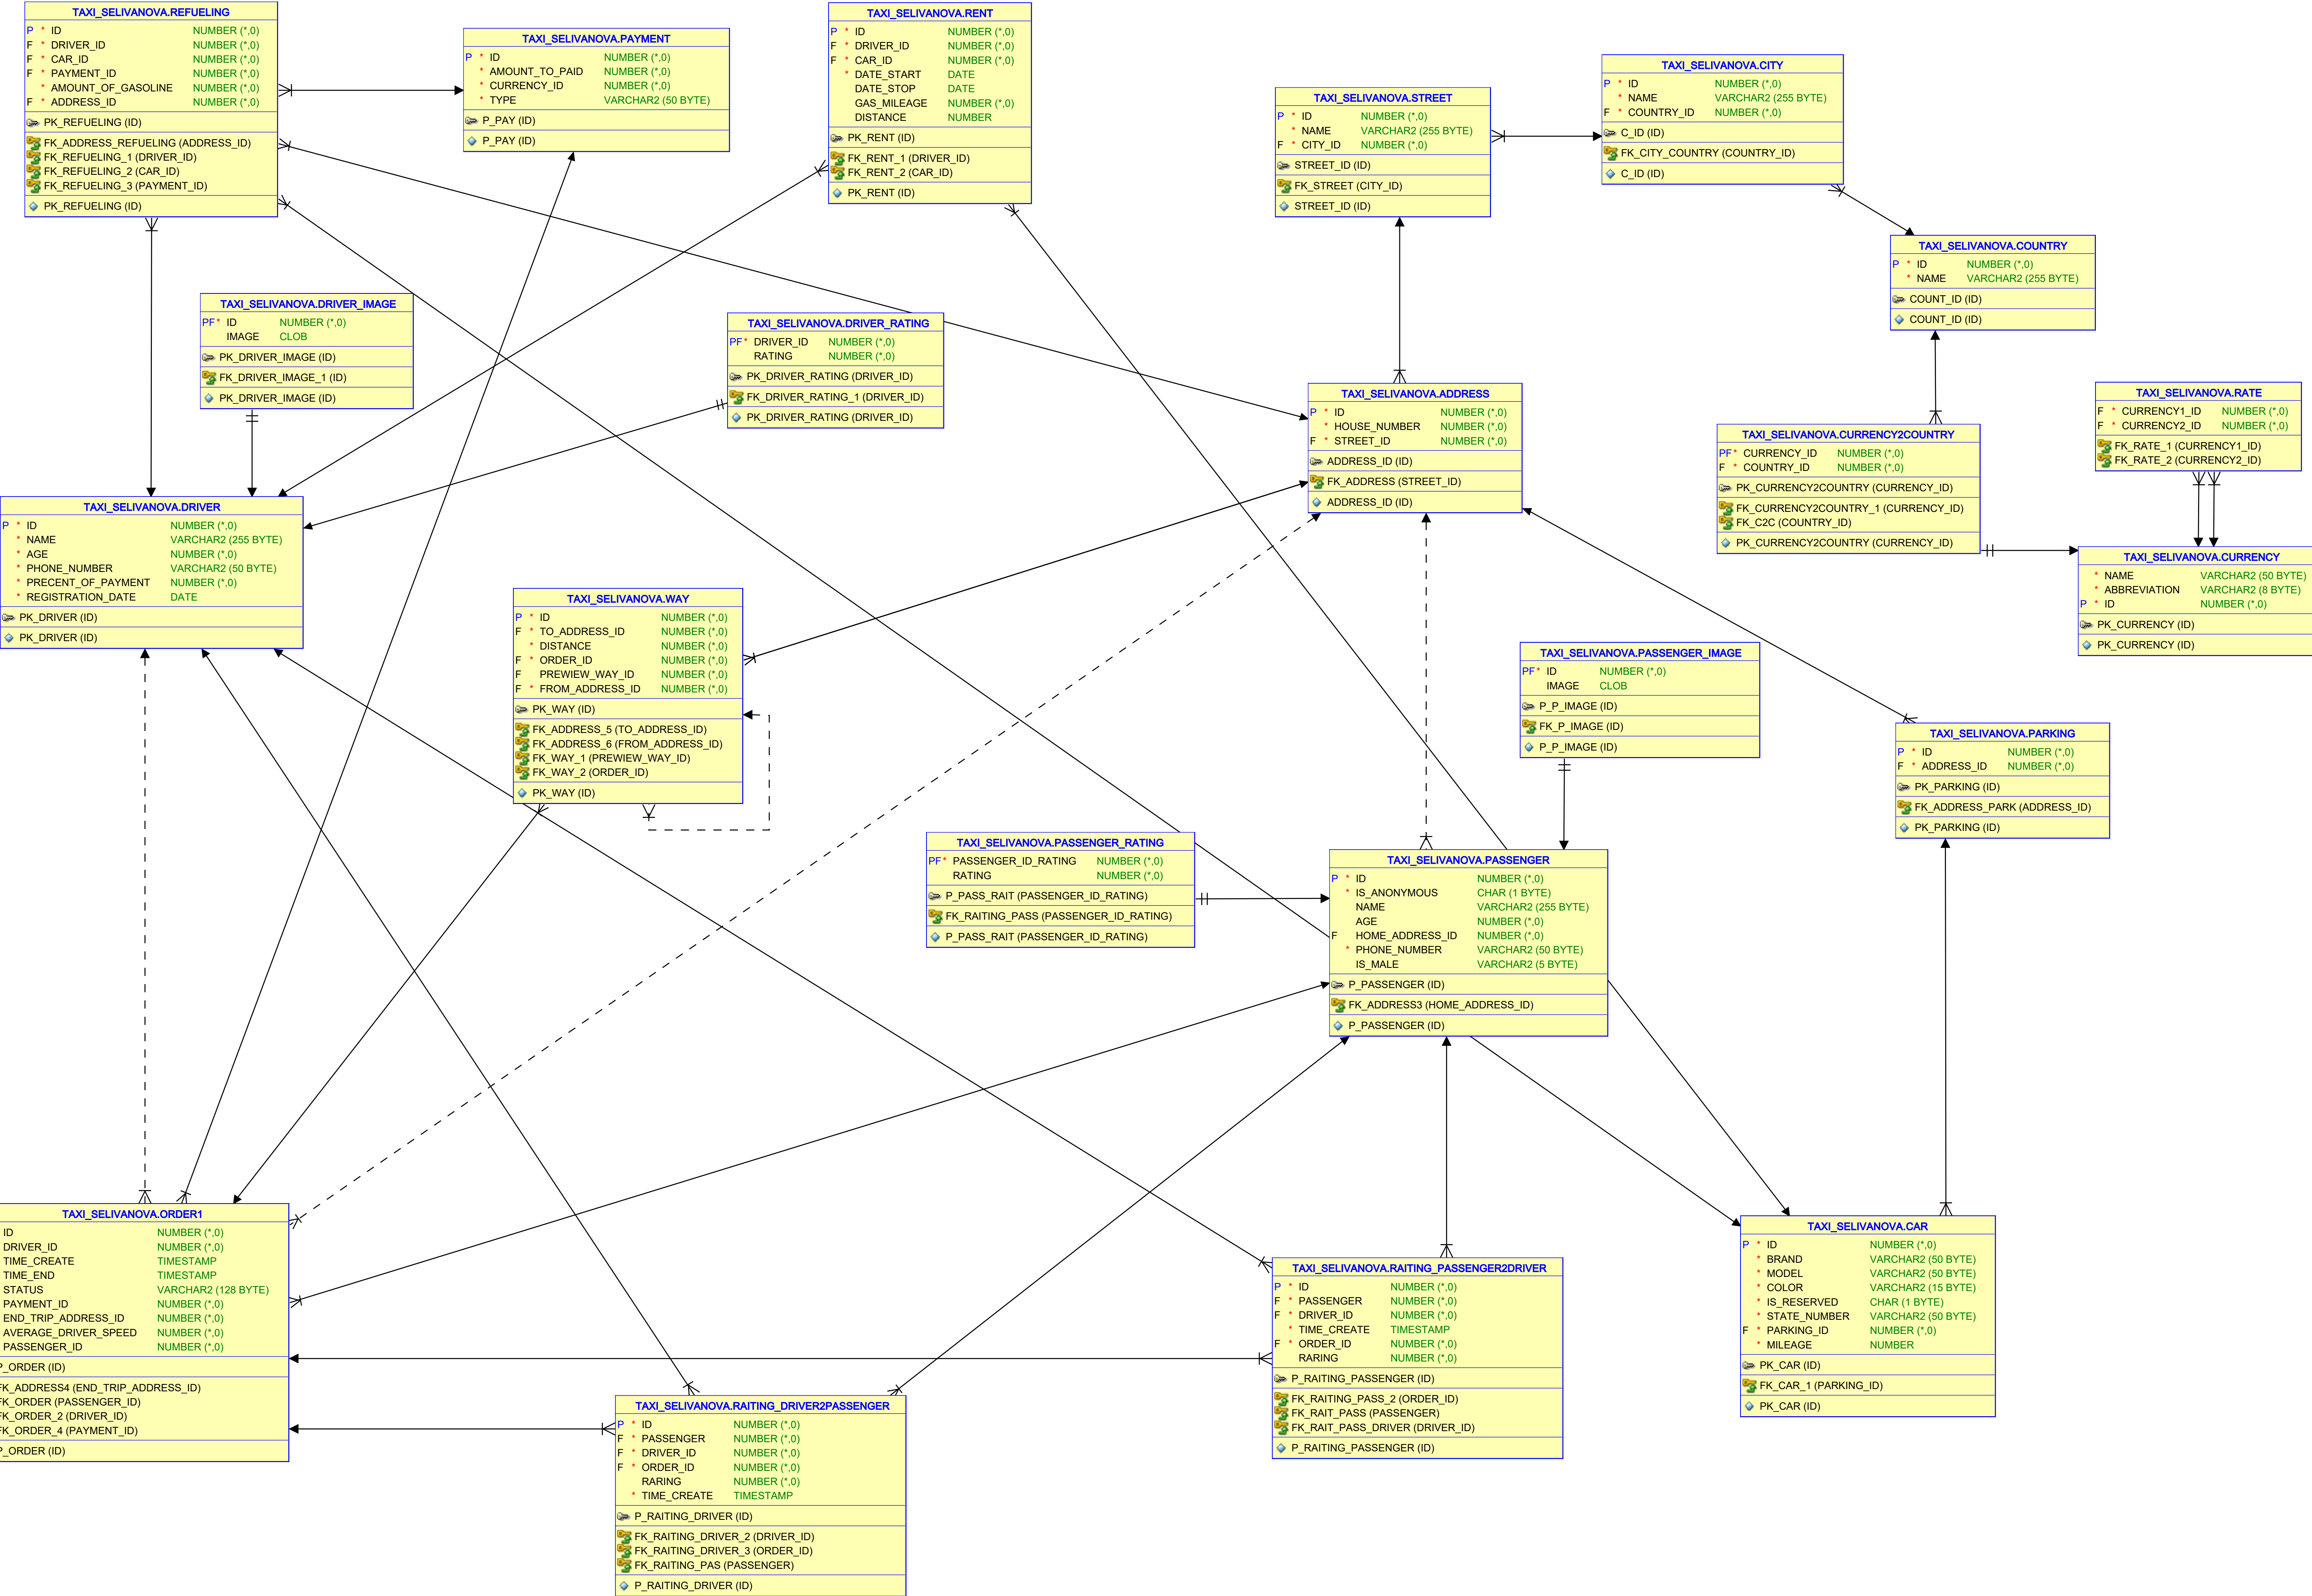 TAXI_SELIVANOVA.REFUELING
P * ID NUMBER (*,0)
F * DRIVER_ID NUMBER (*,0)
F * CAR_ID NUMBER (*,0)
F * PAYMENT_ID NUMBER (*,0)
* AMOUNT_OF_GASOLINE NUMBER (*,0)
F * ADDRESS_ID NUMBER (*,0)
PK_REFUELING (ID)
FK_ADDRESS_REFUELING (ADDRESS_ID)
FK_REFUELING_1 (DRIVER_ID)
FK_REFUELING_2 (CAR_ID)
FK_REFUELING_3 (PAYMENT_ID)
PK_REFUELING (ID)
TAXI_SELIVANOVA.PAYMENT
P * ID NUMBER (*,0)
* AMOUNT_TO_PAID NUMBER (*,0)
* CURRENCY_ID NUMBER (*,0)
* TYPE VARCHAR2 (50 BYTE)
P_PAY (ID)
P_PAY (ID)
TAXI_SELIVANOVA.RENT
P * ID NUMBER (*,0)
F * DRIVER_ID NUMBER (*,0)
F * CAR_ID NUMBER (*,0)
* DATE_START DATE
DATE_STOP DATE
GAS_MILEAGE NUMBER (*,0)
DISTANCE NUMBER
PK_RENT (ID)
FK_RENT_1 (DRIVER_ID)
FK_RENT_2 (CAR_ID)
PK_RENT (ID)
TAXI_SELIVANOVA.STREET
P * ID NUMBER (*,0)
* NAME VARCHAR2 (255 BYTE)
F * CITY_ID NUMBER (*,0)
STREET_ID (ID)
FK_STREET (CITY_ID)
STREET_ID (ID)
TAXI_SELIVANOVA.CITY
P * ID NUMBER (*,0)
* NAME VARCHAR2 (255 BYTE)
F * COUNTRY_ID NUMBER (*,0)
C_ID (ID)
FK_CITY_COUNTRY (COUNTRY_ID)
C_ID (ID)
TAXI_SELIVANOVA.COUNTRY
P * ID NUMBER (*,0)
* NAME VARCHAR2 (255 BYTE)
COUNT_ID (ID)
COUNT_ID (ID)
TAXI_SELIVANOVA.DRIVER_IMAGE
PF* ID NUMBER (*,0)
IMAGE CLOB
PK_DRIVER_IMAGE (ID)
FK_DRIVER_IMAGE_1 (ID)
PK_DRIVER_IMAGE (ID)
TAXI_SELIVANOVA.DRIVER_RATING
PF* DRIVER_ID NUMBER (*,0)
RATING NUMBER (*,0)
PK_DRIVER_RATING (DRIVER_ID)
FK_DRIVER_RATING_1 (DRIVER_ID)
PK_DRIVER_RATING (DRIVER_ID)
TAXI_SELIVANOVA.ADDRESS
P * ID NUMBER (*,0)
* HOUSE_NUMBER NUMBER (*,0)
F * STREET_ID NUMBER (*,0)
ADDRESS_ID (ID)
FK_ADDRESS (STREET_ID)
ADDRESS_ID (ID)
TAXI_SELIVANOVA.CURRENCY2COUNTRY
PF* CURRENCY_ID NUMBER (*,0)
F * COUNTRY_ID NUMBER (*,0)
PK_CURRENCY2COUNTRY (CURRENCY_ID)
FK_CURRENCY2COUNTRY_1 (CURRENCY_ID)
FK_C2C (COUNTRY_ID)
PK_CURRENCY2COUNTRY (CURRENCY_ID)
TAXI_SELIVANOVA.RATE
F * CURRENCY1_ID NUMBER (*,0)
F * CURRENCY2_ID NUMBER (*,0)
FK_RATE_1 (CURRENCY1_ID)
FK_RATE_2 (CURRENCY2_ID)
TAXI_SELIVANOVA.DRIVER
P * ID NUMBER (*,0)
* NAME VARCHAR2 (255 BYTE)
* AGE NUMBER (*,0)
* PHONE_NUMBER VARCHAR2 (50 BYTE)
* PRECENT_OF_PAYMENT NUMBER (*,0)
* REGISTRATION_DATE DATE
PK_DRIVER (ID)
PK_DRIVER (ID)
TAXI_SELIVANOVA.CURRENCY
* NAME VARCHAR2 (50 BYTE)
* ABBREVIATION VARCHAR2 (8 BYTE)
P * ID NUMBER (*,0)
PK_CURRENCY (ID)
PK_CURRENCY (ID)
TAXI_SELIVANOVA.WAY
P * ID NUMBER (*,0)
F * TO_ADDRESS_ID NUMBER (*,0)
* DISTANCE NUMBER (*,0)
F * ORDER_ID NUMBER (*,0)
F PREWIEW_WAY_ID NUMBER (*,0)
F * FROM_ADDRESS_ID NUMBER (*,0)
PK_WAY (ID)
FK_ADDRESS_5 (TO_ADDRESS_ID)
FK_ADDRESS_6 (FROM_ADDRESS_ID)
FK_WAY_1 (PREWIEW_WAY_ID)
FK_WAY_2 (ORDER_ID)
PK_WAY (ID)
TAXI_SELIVANOVA.PASSENGER_IMAGE
PF* ID NUMBER (*,0)
IMAGE CLOB
P_P_IMAGE (ID)
FK_P_IMAGE (ID)
P_P_IMAGE (ID)
TAXI_SELIVANOVA.PARKING
P * ID NUMBER (*,0)
F * ADDRESS_ID NUMBER (*,0)
PK_PARKING (ID)
FK_ADDRESS_PARK (ADDRESS_ID)
PK_PARKING (ID)
TAXI_SELIVANOVA.PASSENGER_RATING
PF* PASSENGER_ID_RATING NUMBER (*,0)
RATING NUMBER (*,0)
P_PASS_RAIT (PASSENGER_ID_RATING)
FK_RAITING_PASS (PASSENGER_ID_RATING)
P_PASS_RAIT (PASSENGER_ID_RATING)
TAXI_SELIVANOVA.PASSENGER
P * ID NUMBER (*,0)
* IS_ANONYMOUS CHAR (1 BYTE)
NAME VARCHAR2 (255 BYTE)
AGE NUMBER (*,0)
F HOME_ADDRESS_ID NUMBER (*,0)
* PHONE_NUMBER VARCHAR2 (50 BYTE)
IS_MALE VARCHAR2 (5 BYTE)
P_PASSENGER (ID)
FK_ADDRESS3 (HOME_ADDRESS_ID)
P_PASSENGER (ID)
TAXI_SELIVANOVA.ORDER1
ID NUMBER (*,0)
DRIVER_ID NUMBER (*,0)
TIME_CREATE TIMESTAMP
TIME_END TIMESTAMP
STATUS VARCHAR2 (128 BYTE)
PAYMENT_ID NUMBER (*,0)
END_TRIP_ADDRESS_ID NUMBER (*,0)
AVERAGE_DRIVER_SPEED NUMBER (*,0)
PASSENGER_ID NUMBER (*,0)
P_ORDER (ID)
FK_ADDRESS4 (END_TRIP_ADDRESS_ID)
FK_ORDER (PASSENGER_ID)
FK_ORDER_2 (DRIVER_ID)
FK_ORDER_4 (PAYMENT_ID)
P_ORDER (ID)
TAXI_SELIVANOVA.RAITING_DRIVER2PASSENGER
P * ID NUMBER (*,0)
F * PASSENGER NUMBER (*,0)
F * DRIVER_ID NUMBER (*,0)
F * ORDER_ID NUMBER (*,0)
RARING NUMBER (*,0)
* TIME_CREATE TIMESTAMP
P_RAITING_DRIVER (ID)
FK_RAITING_DRIVER_2 (DRIVER_ID)
FK_RAITING_DRIVER_3 (ORDER_ID)
FK_RAITING_PAS (PASSENGER)
P_RAITING_DRIVER (ID)
TAXI_SELIVANOVA.RAITING_PASSENGER2DRIVER
P * ID NUMBER (*,0)
F * PASSENGER NUMBER (*,0)
F * DRIVER_ID NUMBER (*,0)
* TIME_CREATE TIMESTAMP
F * ORDER_ID NUMBER (*,0)
RARING NUMBER (*,0)
P_RAITING_PASSENGER (ID)
FK_RAITING_PASS_2 (ORDER_ID)
FK_RAIT_PASS (PASSENGER)
FK_RAIT_PASS_DRIVER (DRIVER_ID)
P_RAITING_PASSENGER (ID)
TAXI_SELIVANOVA.CAR
P * ID NUMBER (*,0)
* BRAND VARCHAR2 (50 BYTE)
* MODEL VARCHAR2 (50 BYTE)
* COLOR VARCHAR2 (15 BYTE)
* IS_RESERVED CHAR (1 BYTE)
* STATE_NUMBER VARCHAR2 (50 BYTE)
F * PARKING_ID NUMBER (*,0)
* MILEAGE NUMBER
PK_CAR (ID)
FK_CAR_1 (PARKING_ID)
PK_CAR (ID)